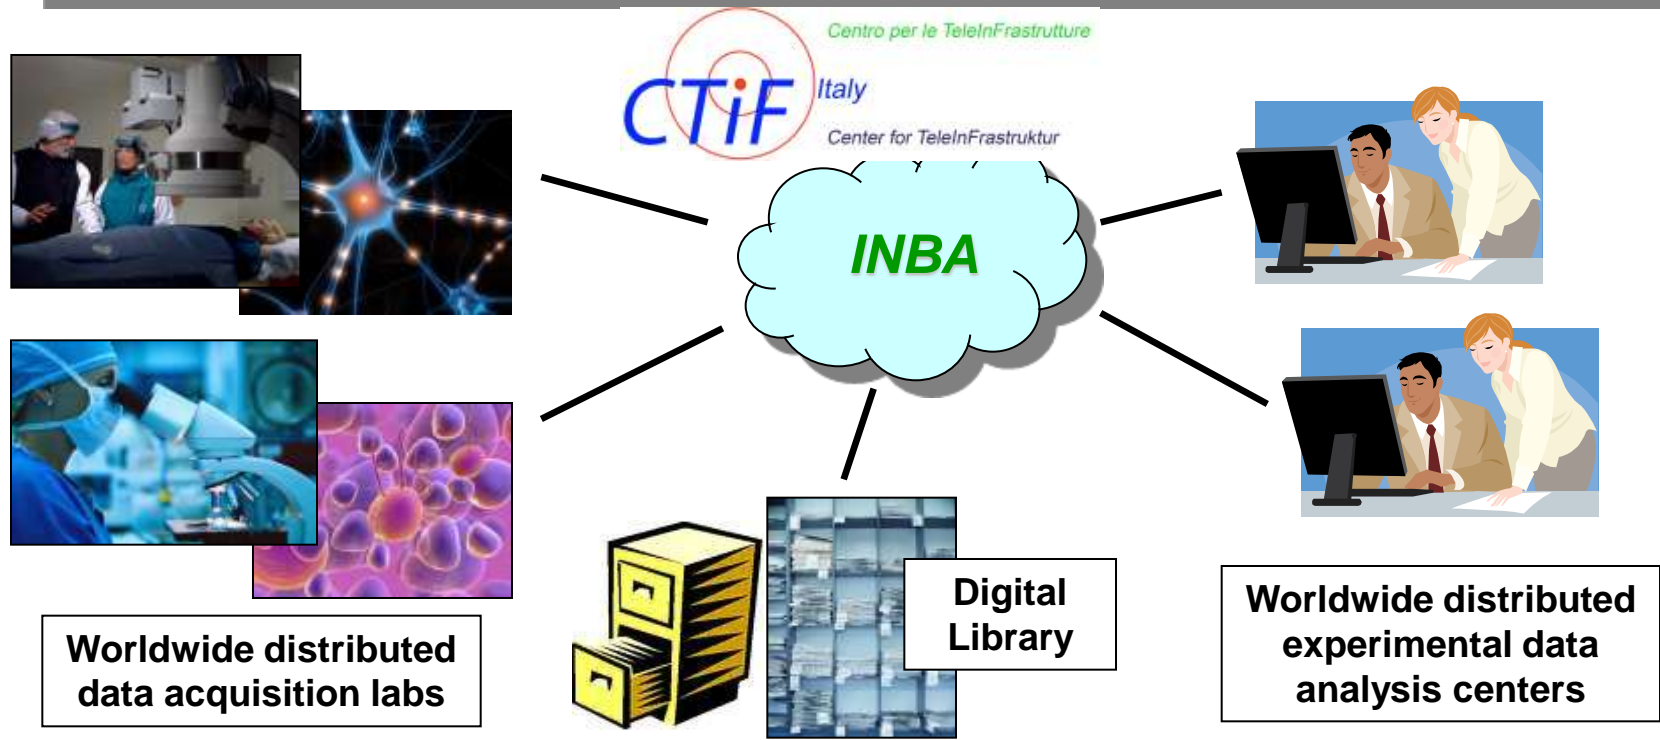 Centro per le TeleInFrastrutture
CTiF Italy
Center for TeleInFrastruktur
INBA
Digital
Library
Worldwide distributed
data acquisition labs
Worldwide distributed
experimental data
analysis centers